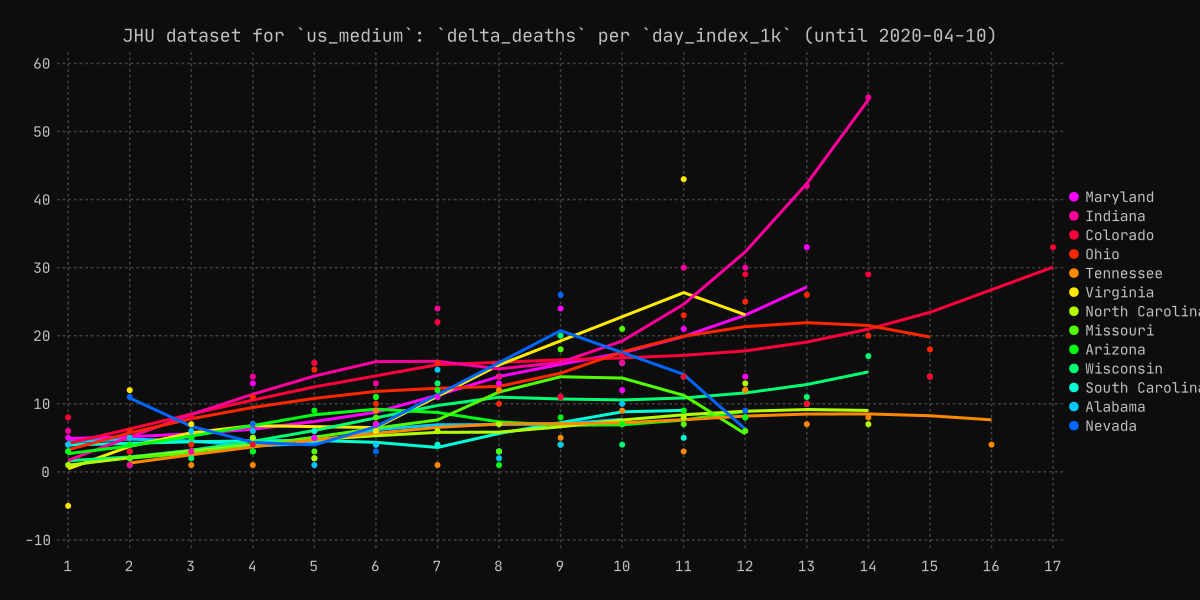 JHU dataset for `us_medium`: `delta_deaths` per `day_index_1k` (until 2020-04-10)
60
50
40
30
20
10
0
-10
1 2 3 4 5 6 7 8 9 10 11 12 13 14 15 16 17
Maryland
Indiana
Colorado
Ohio
Tennessee
Virginia
North Carolina
Missouri
Arizona
Wisconsin
South Carolina
Alabama
Nevada